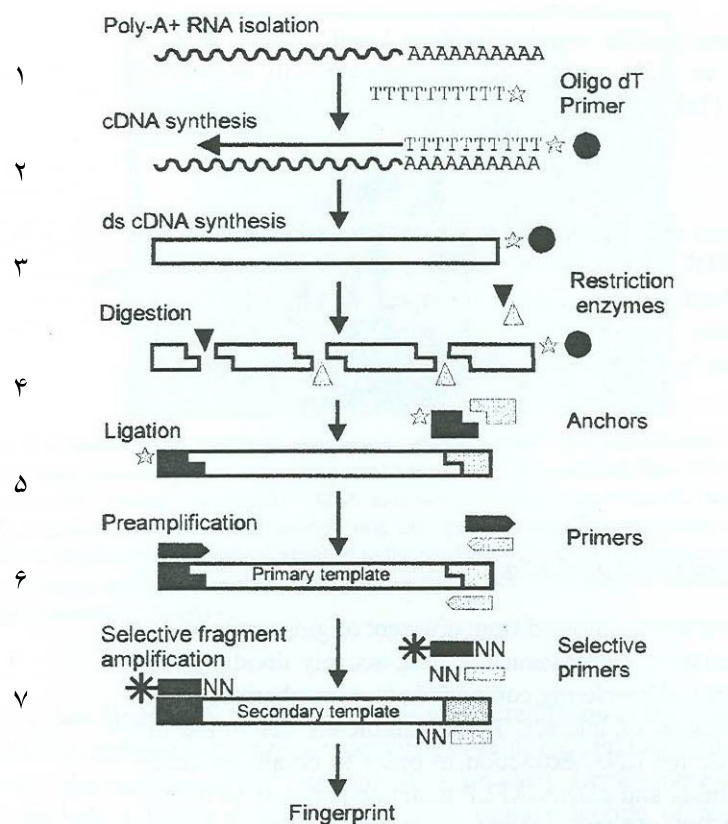 Poly-A+ RNA isolation
AAAAAAAAAA
۱
TTTTTTTTTT
Oligo dT
Primer
cDNA synthesis
TTTTTTTTTT
۲
AAAAAAAAAA
ds cDNA synthesis
۳
Restriction
enzymes
Digestion
۴
Anchors
Ligation
۵
Preamplification
Primers
۶
Primary template
Selective fragment
amplification
Selective
primers
NN
NN
۷
NN
Secondary template
NN
Fingerprint